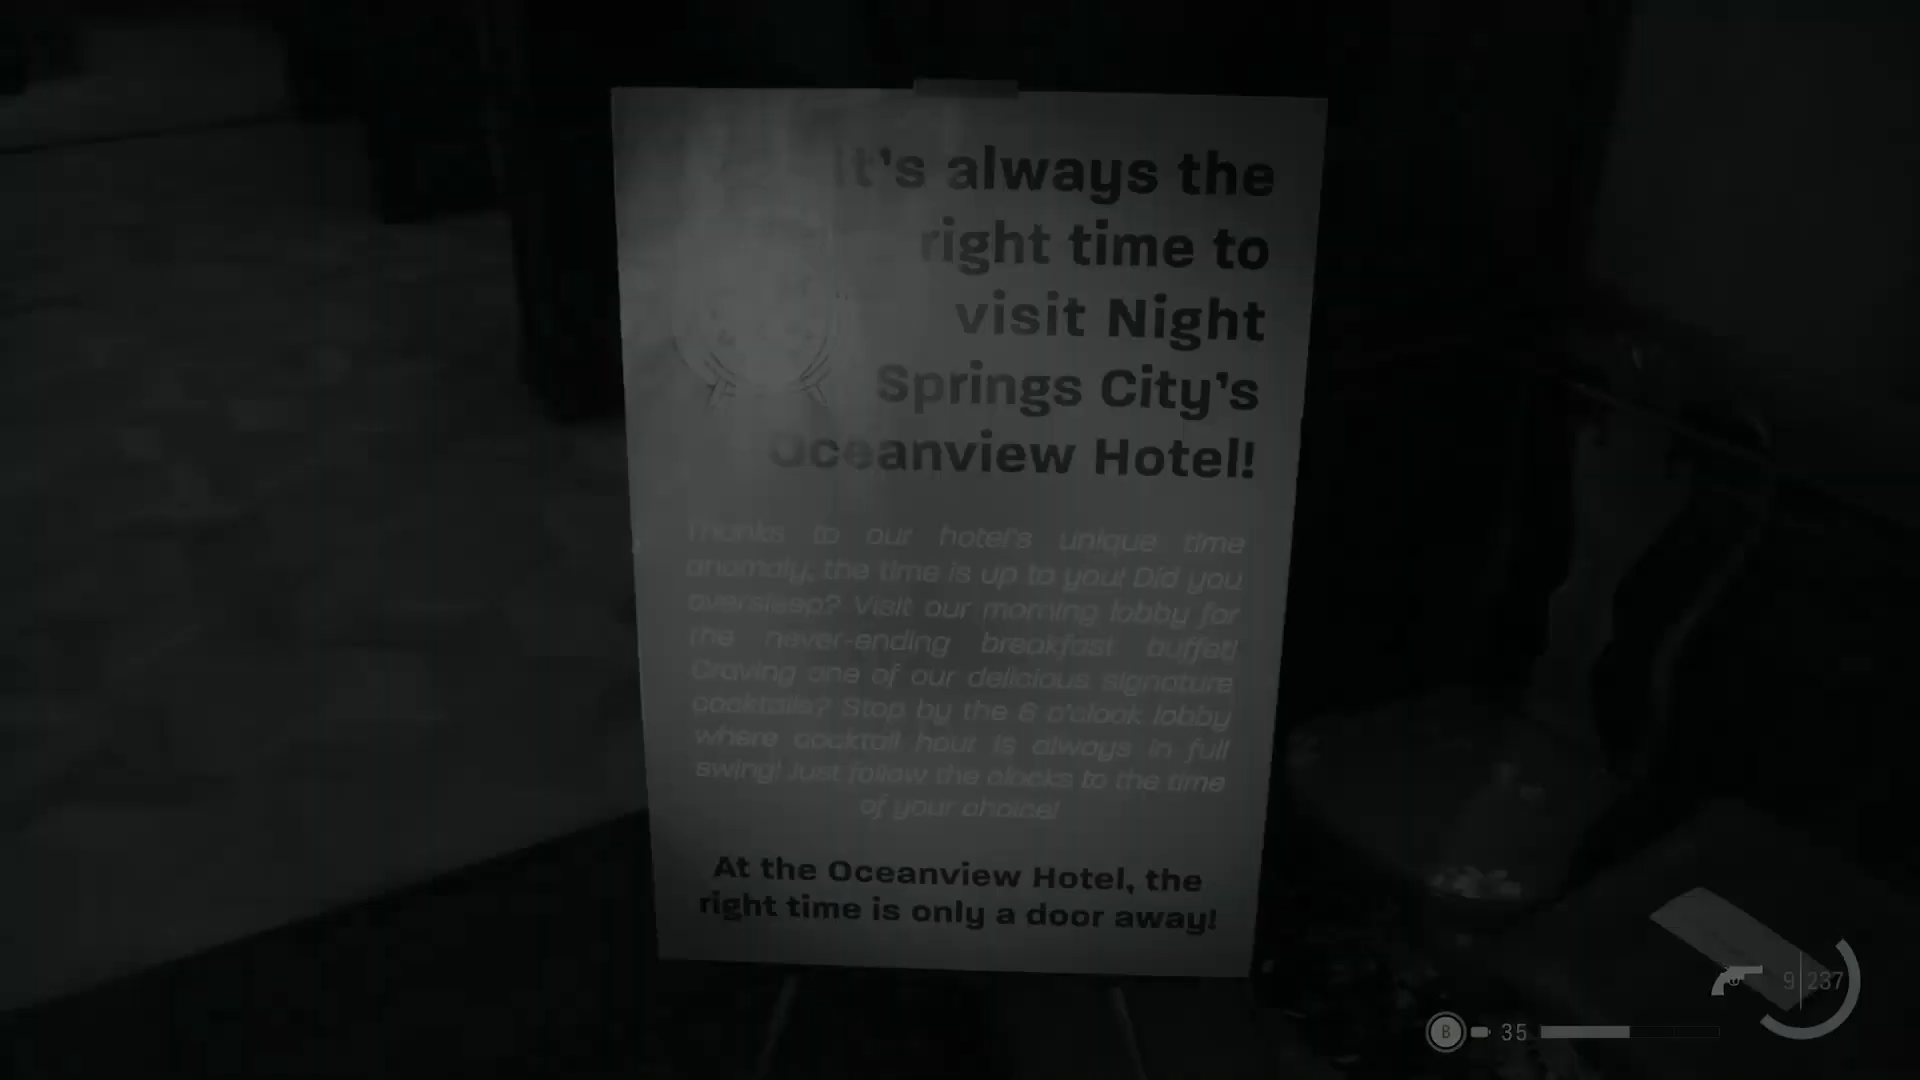 It's always the
right time to
visit Night
Springs City's
Oceanview Hotel!
Thanks to our hotel's unique time
anomaly, the time is up to you! Did you
oversleep? Visit our morning lobby for
the never-ending breakfast buffet!
Craving one of our delicious signature
cocktails? Stop by the 6 o'clock lobby
where cocktail hour is always in full
swing! Just follow the clocks to the time
of your choice!
At the Oceanview Hotel, the
right time is only a door away!
9 237
B 35